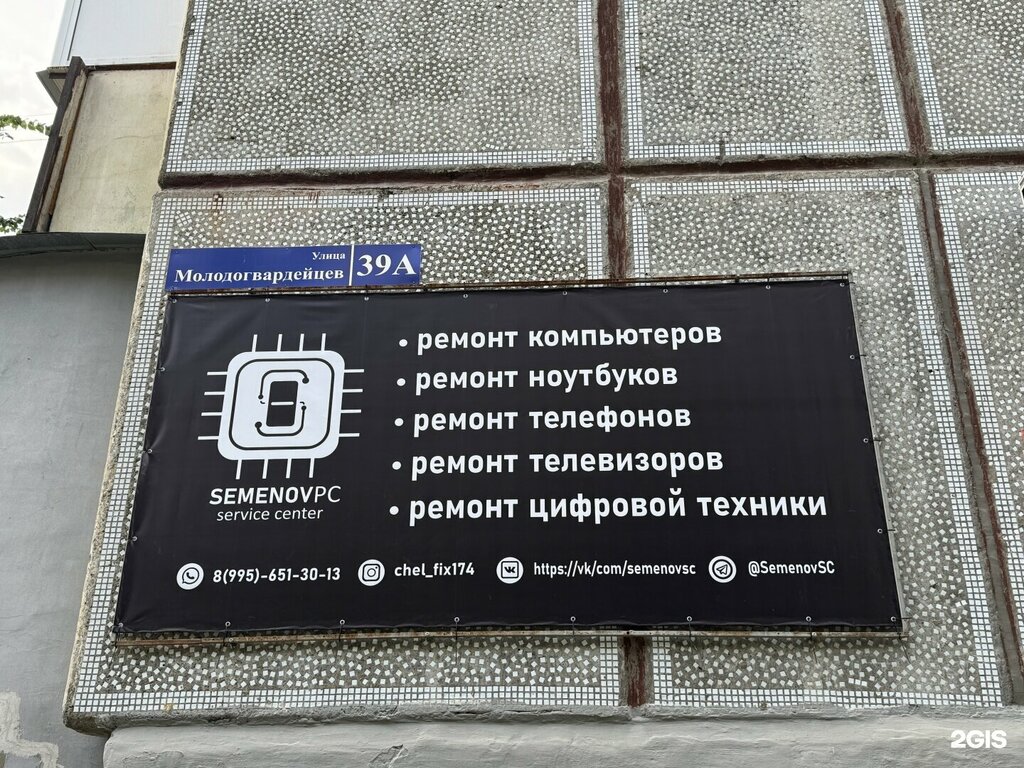 Улица
Молодогвардейцев
39А
• ремонт компьютеров
• ремонт ноутбуков
• ремонт телефонов
• ремонт телевизоров
• ремонт цифровой техники
SEMENOVPC
service center
8(995)-651-30-13
chel_fix174
https://vk/com/semenovsc
@SemenovSC
2GIS